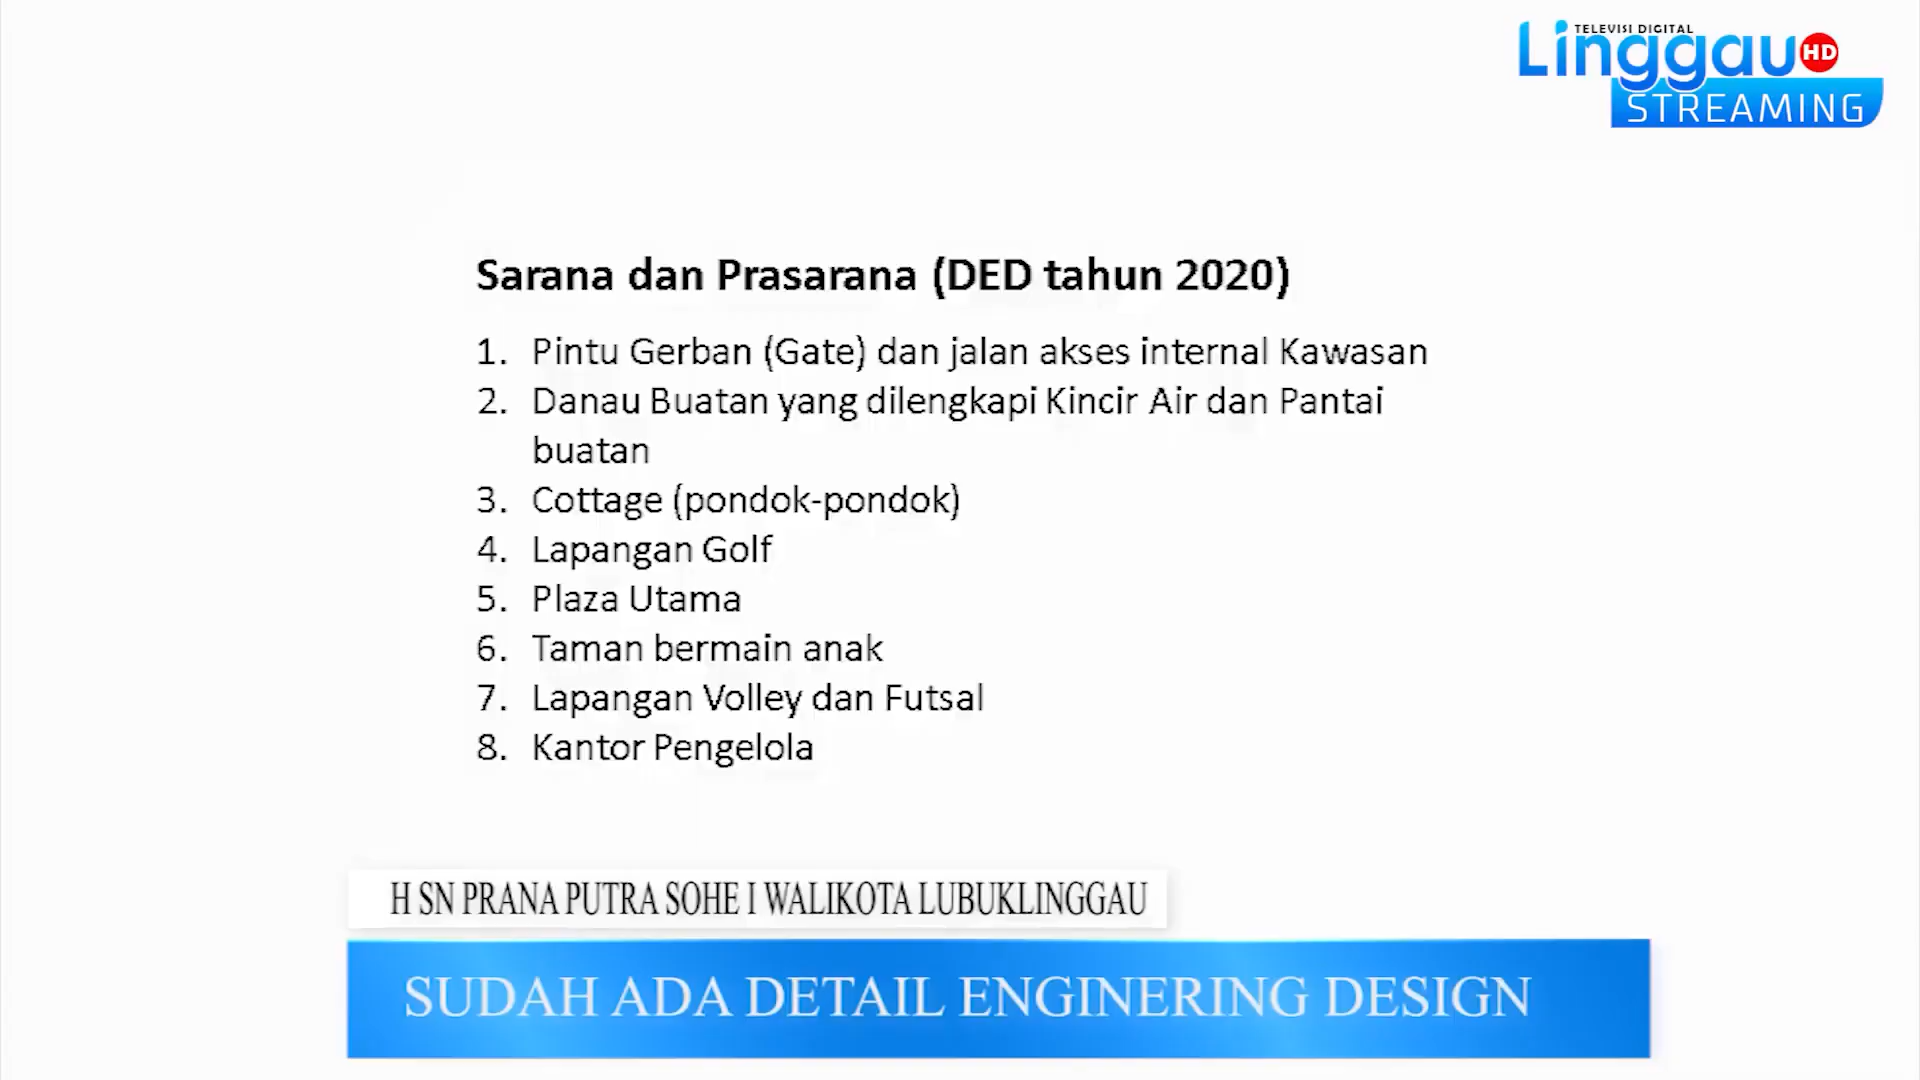 TELEVISI DIGITAL
Linggau HD
STREAMING
Sarana dan Prasarana (DED tahun 2020)
1. Pintu Gerban (Gate) dan jalan akses internal Kawasan
2. Danau Buatan yang dilengkapi Kincir Air dan Pantai
buatan
3. Cottage (pondok-pondok)
4. Lapangan Golf
5. Plaza Utama
6. Taman bermain anak
7. Lapangan Volley dan Futsal
8. Kantor Pengelola
H SN PRANA PUTRA SOHE I WALIKOTA LUBUKLINGGAU
SUDAH ADA DETAIL ENGINERING DESIGN